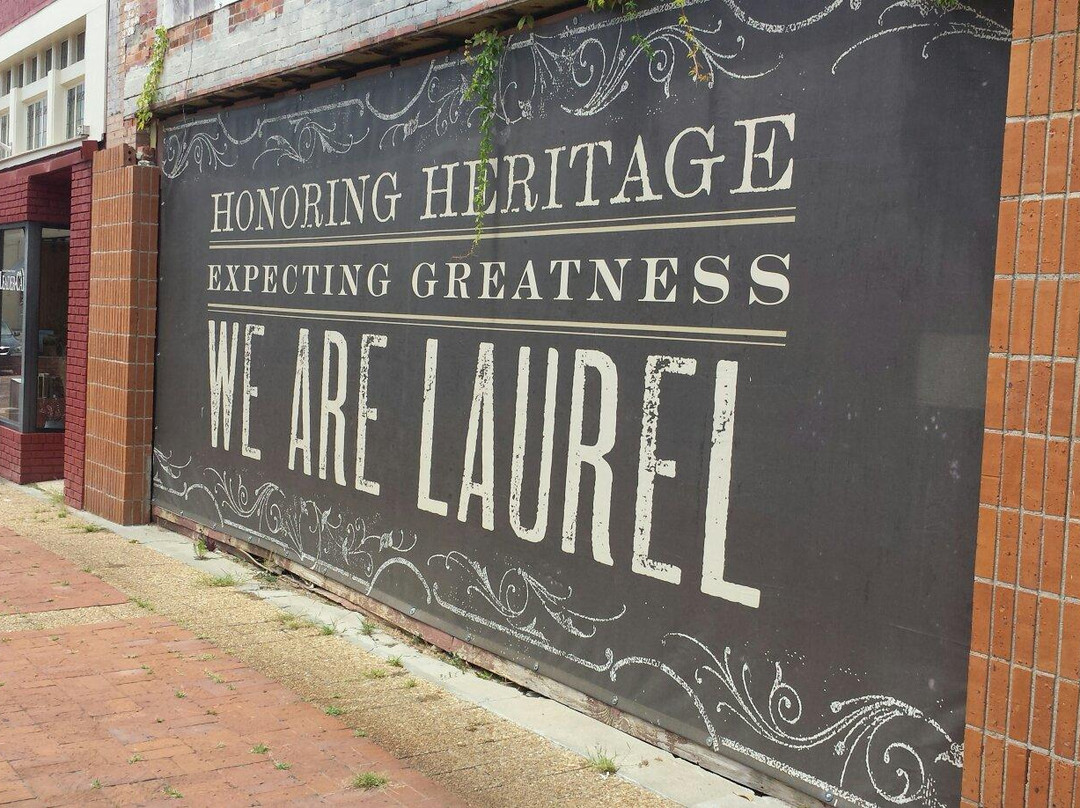 HONORING HERITAGE
EXPECTING GREATNESS
WE ARE LAUREL